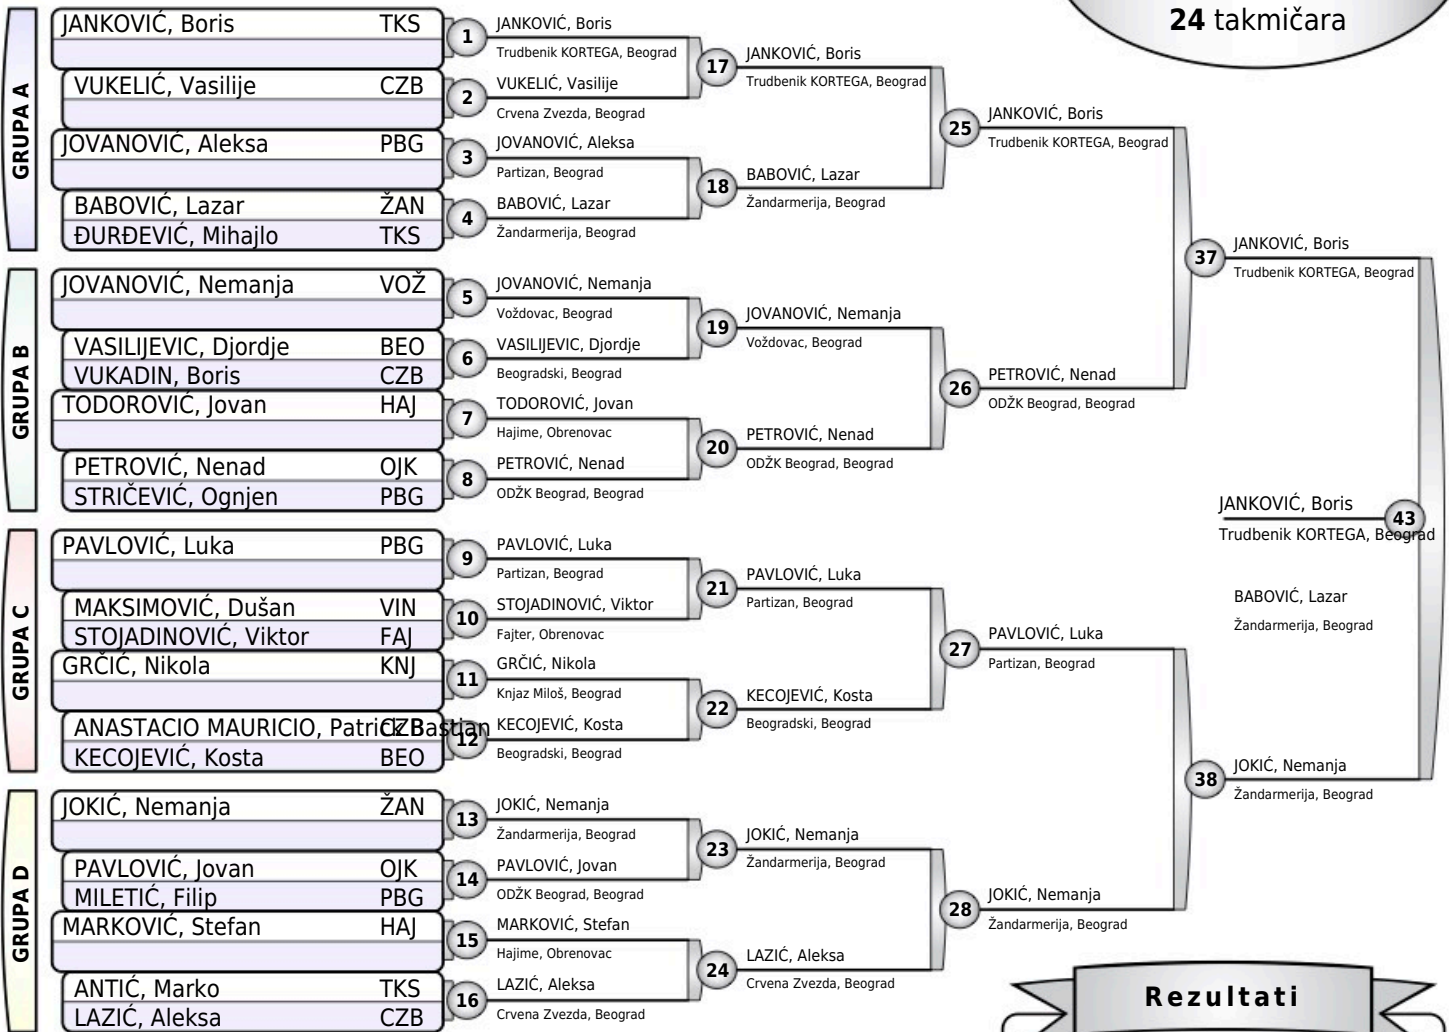 24 takmičara
GRUPA A
JANKOVIĆ, Boris TKS
VUKELIĆ, Vasilije CZB
JOVANOVIĆ, Aleksa PBG
BABOVIĆ, Lazar ŽAN
ĐURĐEVIĆ, Mihajlo TKS
GRUPA B
JOVANOVIĆ, Nemanja VOŽ
VASILIJEVIC, Djordje BEO
VUKADIN, Boris CZB
TODOROVIĆ, Jovan HAJ
PETROVIĆ, Nenad OJK
STRIČEVIĆ, Ognjen PBG
GRUPA C
PAVLOVIĆ, Luka PBG
MAKSIMOVIĆ, Dušan VIN
STOJADINOVIĆ, Viktor FAJ
GRČIĆ, Nikola KNJ
ANASTACIO MAURICIO, Patrick Bastian CZB
KECOJEVIĆ, Kosta BEO
GRUPA D
JOKIĆ, Nemanja ŽAN
PAVLOVIĆ, Jovan OJK
MILETIĆ, Filip PBG
MARKOVIĆ, Stefan HAJ
ANTIĆ, Marko TKS
LAZIĆ, Aleksa CZB
1 JANKOVIĆ, Boris
Trudbenik KORTEGA, Beograd
2 VUKELIĆ, Vasilije
Crvena Zvezda, Beograd
3 JOVANOVIĆ, Aleksa
Partizan, Beograd
4 BABOVIĆ, Lazar
Žandarmerija, Beograd
5 JOVANOVIĆ, Nemanja
Voždovac, Beograd
6 VASILIJEVIC, Djordje
Beogradski, Beograd
7 TODOROVIĆ, Jovan
Hajime, Obrenovac
8 PETROVIĆ, Nenad
ODŽK Beograd, Beograd
9 PAVLOVIĆ, Luka
Partizan, Beograd
10 STOJADINOVIĆ, Viktor
Fajter, Obrenovac
11 GRČIĆ, Nikola
Knjaz Miloš, Beograd
12 KECOJEVIĆ, Kosta
Beogradski, Beograd
13 JOKIĆ, Nemanja
Žandarmerija, Beograd
14 PAVLOVIĆ, Jovan
ODŽK Beograd, Beograd
15 MARKOVIĆ, Stefan
Hajime, Obrenovac
16 LAZIĆ, Aleksa
Crvena Zvezda, Beograd
17 JANKOVIĆ, Boris
Trudbenik KORTEGA, Beograd
18 BABOVIĆ, Lazar
Žandarmerija, Beograd
19 JOVANOVIĆ, Nemanja
Voždovac, Beograd
20 PETROVIĆ, Nenad
ODŽK Beograd, Beograd
21 PAVLOVIĆ, Luka
Partizan, Beograd
22 KECOJEVIĆ, Kosta
Beogradski, Beograd
23 JOKIĆ, Nemanja
Žandarmerija, Beograd
24 LAZIĆ, Aleksa
Crvena Zvezda, Beograd
25 JANKOVIĆ, Boris
Trudbenik KORTEGA, Beograd
26 PETROVIĆ, Nenad
ODŽK Beograd, Beograd
27 PAVLOVIĆ, Luka
Partizan, Beograd
28 JOKIĆ, Nemanja
Žandarmerija, Beograd
37 JANKOVIĆ, Boris
Trudbenik KORTEGA, Beograd
38 JOKIĆ, Nemanja
Žandarmerija, Beograd
JANKOVIĆ, Boris 43
Trudbenik KORTEGA, Beograd
BABOVIĆ, Lazar
Žandarmerija, Beograd
Rezultati